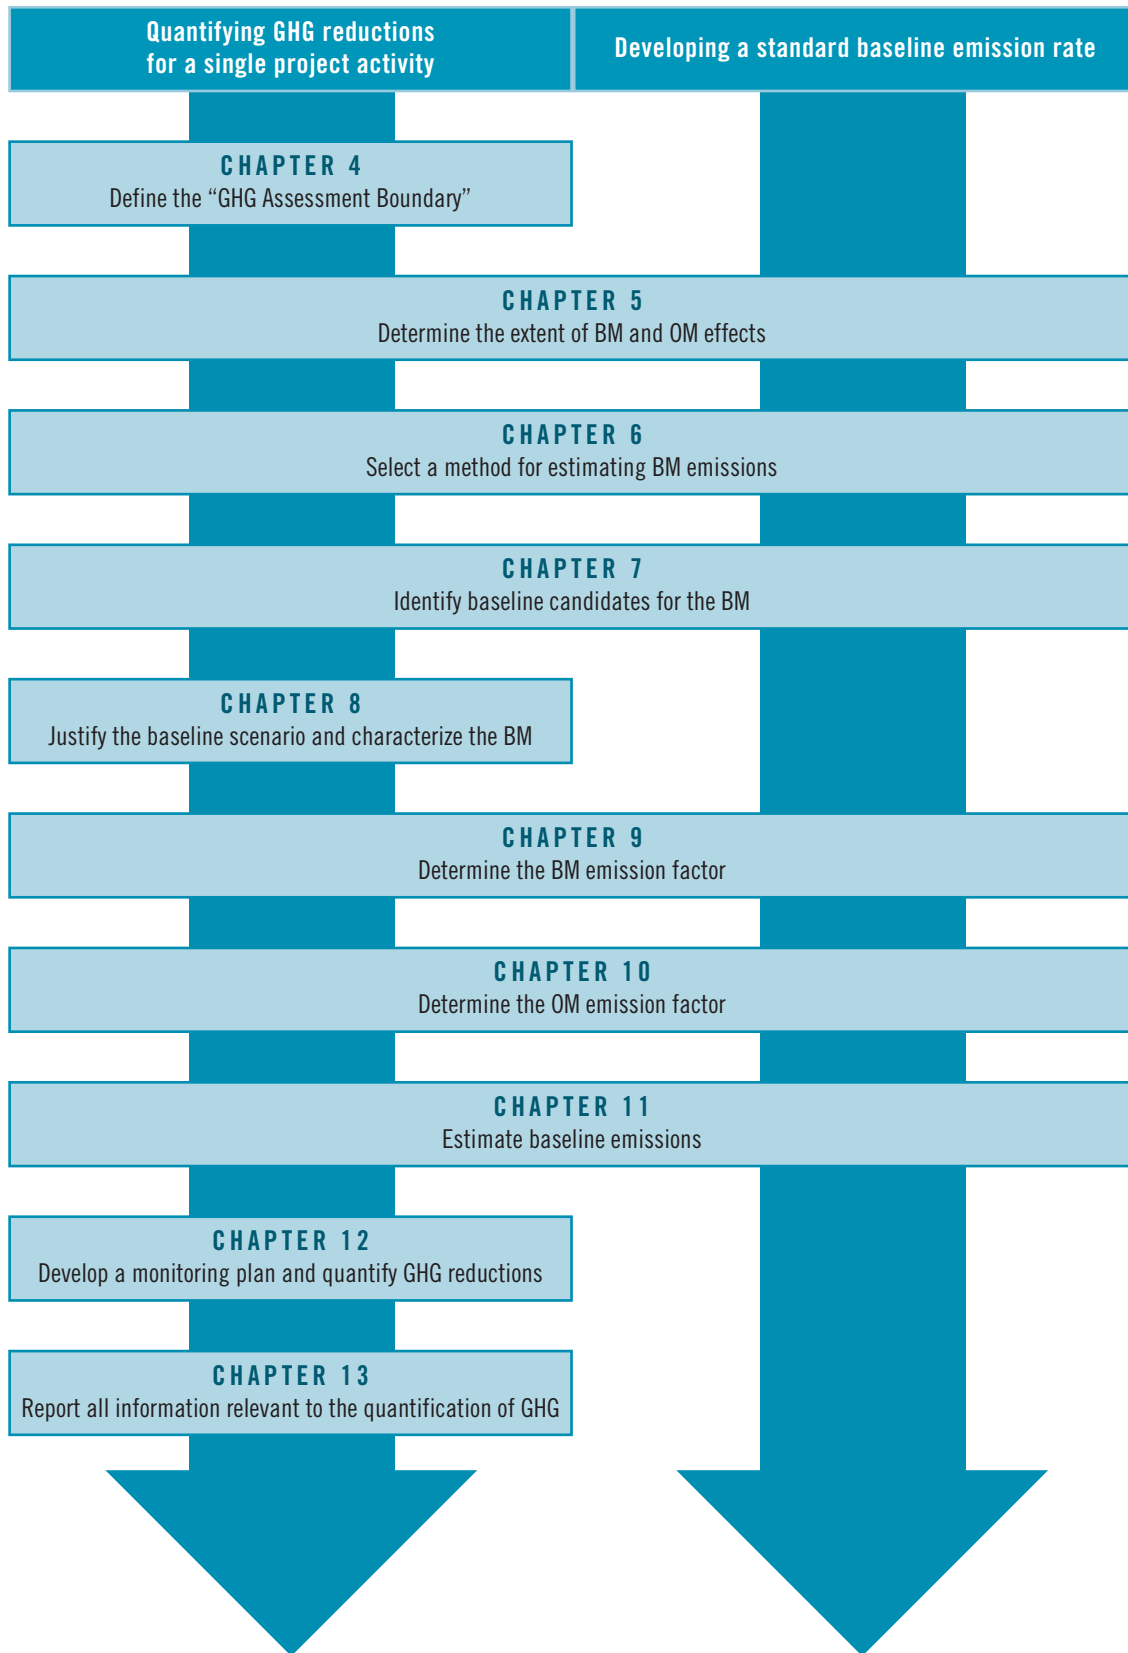 Quantifying GHG reductions
for a single project activity
Developing a standard baseline emission rate
CHAPTER 4
Define the “GHG Assessment Boundary”
CHAPTER 5
Determine the extent of BM and OM effects
CHAPTER 6
Select a method for estimating BM emissions
CHAPTER 7
Identify baseline candidates for the BM
CHAPTER 8
Justify the baseline scenario and characterize the BM
CHAPTER 9
Determine the BM emission factor
CHAPTER 10
Determine the OM emission factor
CHAPTER 11
Estimate baseline emissions
CHAPTER 12
Develop a monitoring plan and quantify GHG reductions
CHAPTER 13
Report all information relevant to the quantification of GHG